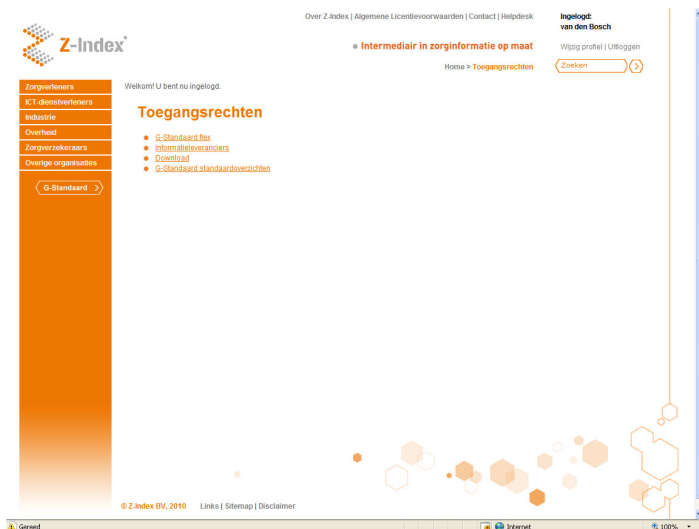 Over Z-Index | Algemene Licentievoorwaarden | Contact | Helpdesk
Ingelogd:
van den Bosch
Z-Index
Intermediair in zorginformatie op maat
Wijzig profiel | Uitloggen
Home > Toegangsrechten
Zoeken
Zorgverleners
ICT-dienstverleners
Industrie
Overheid
Zorgverzekeraars
Overige organisaties
G-Standaard
Welkom! U bent nu ingelogd.
Toegangsrechten
G-Standaard flex
Informatieleveranciers
Download
G-Standaard standaardoverzichten
© Z-Index BV, 2010 Links | Sitemap | Disclaimer
Gereed
Internet
100%